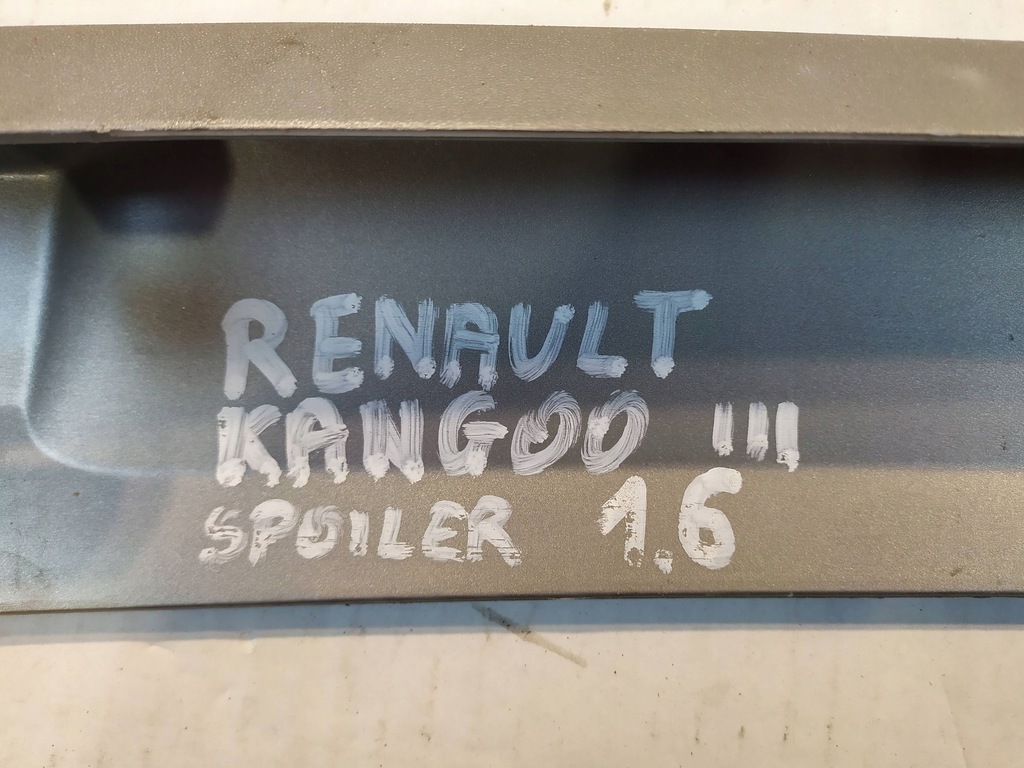 RENAULT
KANGOO III
SPOILER 1.6